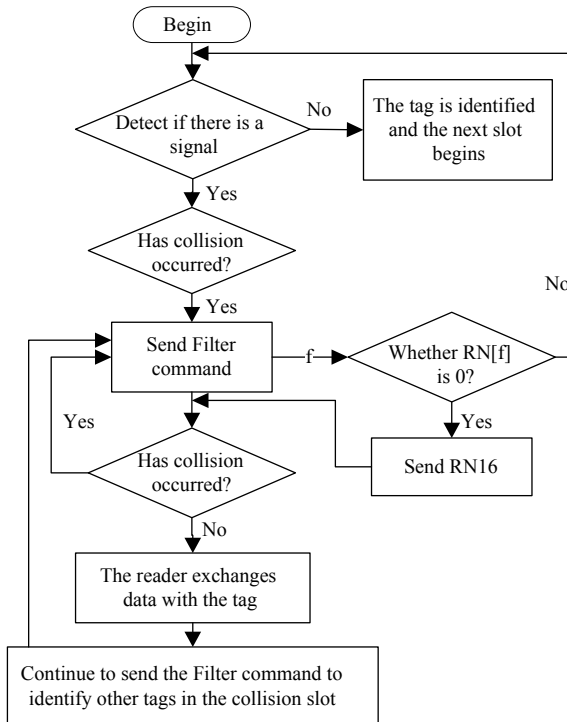 Begin
Detect if there is a
signal
No
The tag is identified
and the next slot
begins
Yes
Has collision
occurred?
Yes
No
Send Filter
command
f
Whether RN[f]
is 0?
Yes
Yes
Send RN16
Has collision
occurred?
No
The reader exchanges
data with the tag
Continue to send the Filter command to
identify other tags in the collision slot